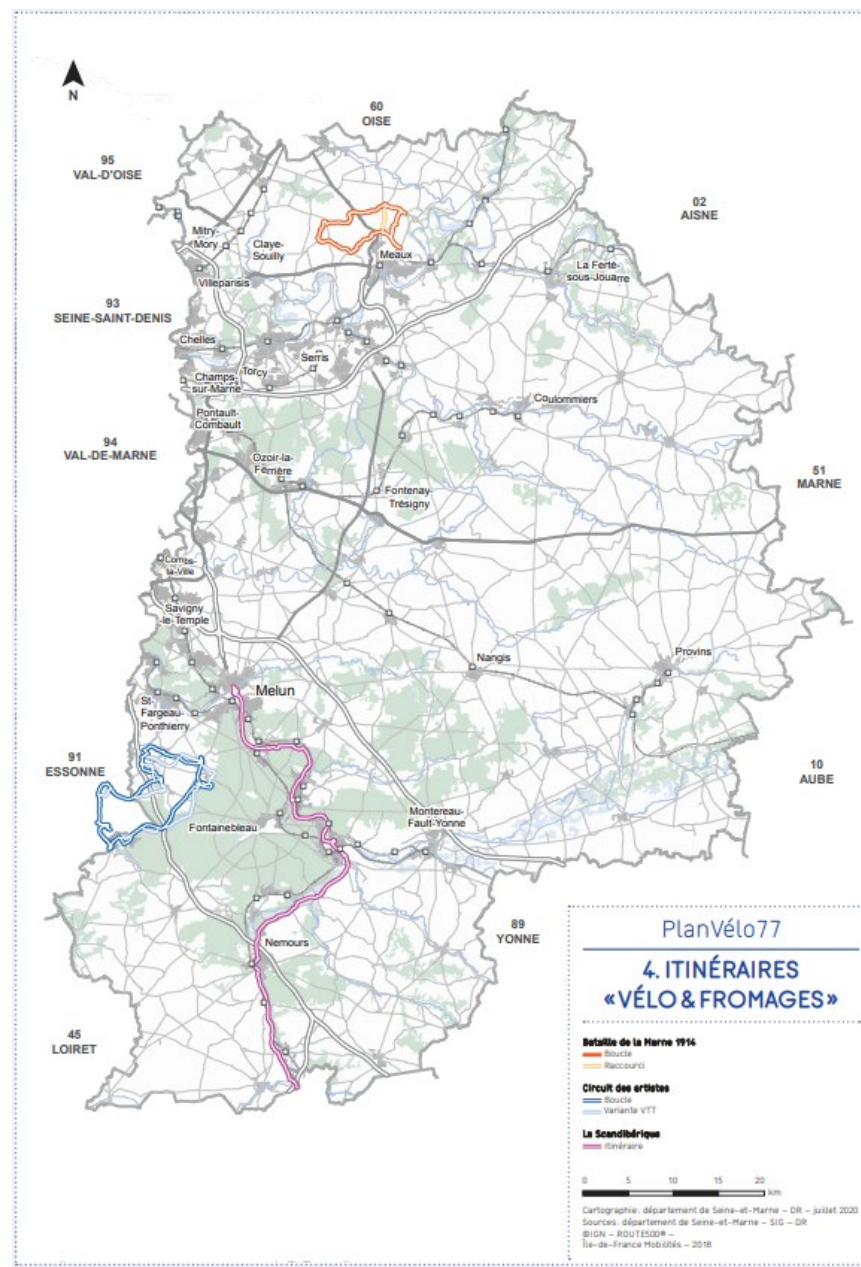 N
60
OISE
95
VAL-D'OISE
02
AISNE
Mitry-
Mory
Claye-
Souilly
Meaux
Villeparisis
La Ferté-
sous-Jouarre
93
SEINE-SAINT-DENIS
Chelles
Serris
Torcy
Champs-
sur-Marne
Coulommiers
Pontault-
Combault
94
VAL-DE-MARNE
Ozoir-la-
Ferrière
51
MARNE
Fontenay-
Trésigny
Combs-
la-Ville
Savigny
-le-Temple
Nangis
Provins
Melun
St-
Fargeau-
Ponthierry
91
ESSONNE
10
AUBE
Montereau-
Fault-Yonne
Fontainebleau
89
YONNE
Nemours
45
LOIRET
PlanVélo77
4. ITINÉRAIRES
«VÉLO & FROMAGES»
Bataille de la Marne 1914
Boucle
Raccourci
Circuit des artistes
Boucle
Variante VTT
La Scandibérique
Itinéraire
0 5 10 15 20
km
Cartographie: département de Seine-et-Marne – DR – juillet 2020
Sources: département de Seine-et-Marne – SIG – DR
©IGN – ROUTE500® –
Île-de-France Mobilités – 2018